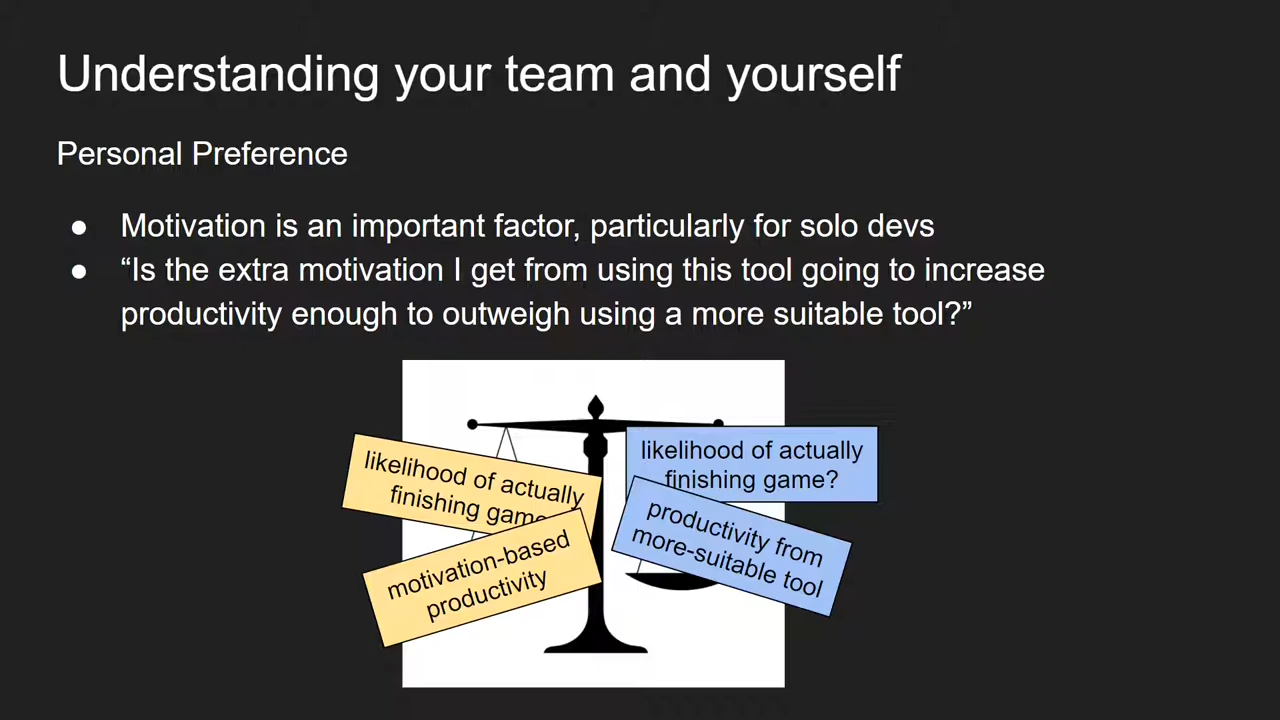 Understanding your team and yourself
Personal Preference
● Motivation is an important factor, particularly for solo devs
● “Is the extra motivation I get from using this tool going to increase
productivity enough to outweigh using a more suitable tool?”
likelihood of actually
finishing game
motivation-based
productivity
likelihood of actually
finishing game?
productivity from
more-suitable tool